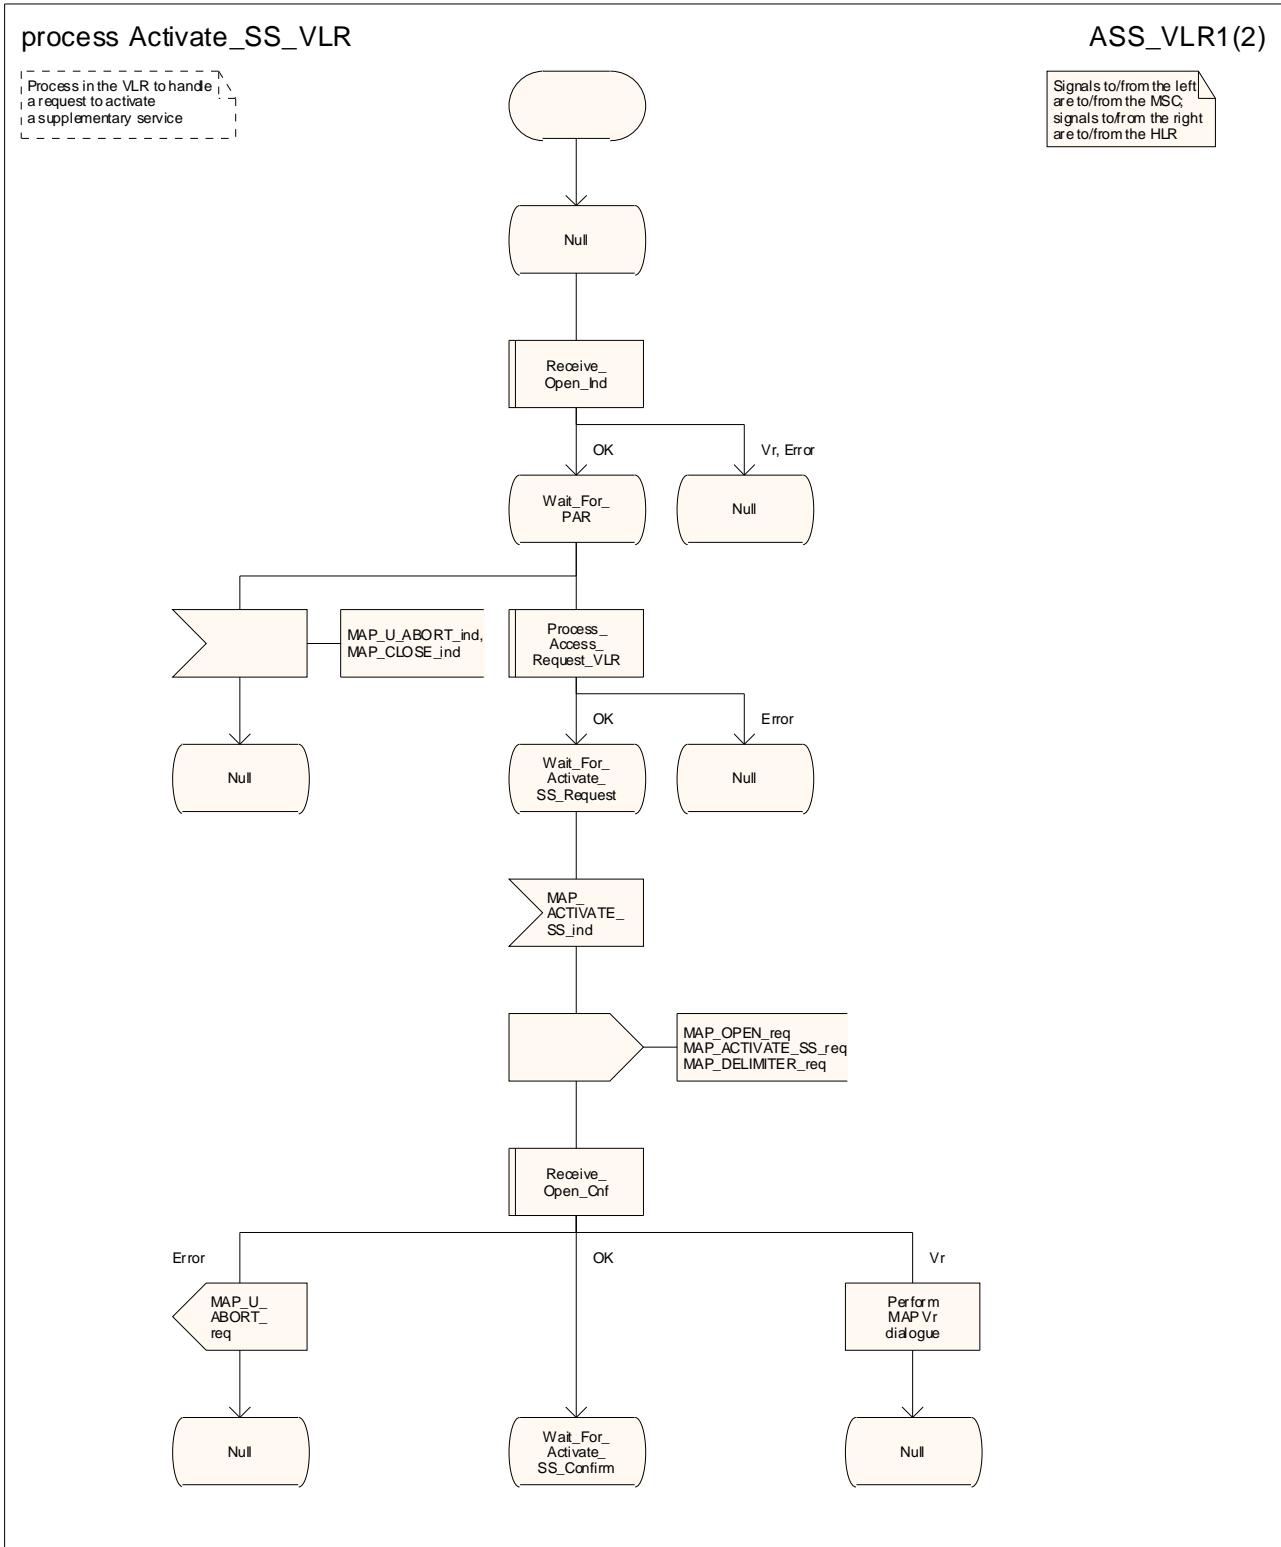 process Activate_SS_VLR
ASS_VLR1(2)
Process in the VLR to handle
a request to activate
a supplementary service
Signals to/from the left
are to/from the MSC;
signals to/from the right
are to/from the HLR
Null
Receive_
Open_Ind
OK
Vr, Error
Wait_For_
PAR
Null
MAP_U_ABORT_ind,
MAP_CLOSE_ind
Process_
Access_
Request_VLR
OK
Error
Null
Wait_For_
Activate_
SS_Request
Null
MAP_
ACTIVATE_
SS_ind
MAP_OPEN_req
MAP_ACTIVATE_SS_req
MAP_DELIMITER_req
Receive_
Open_Cnf
Error
OK
Vr
MAP_U_
ABORT_
req
Perform
MAP Vr
dialogue
Null
Wait_For_
Activate_
SS_Confirm
Null